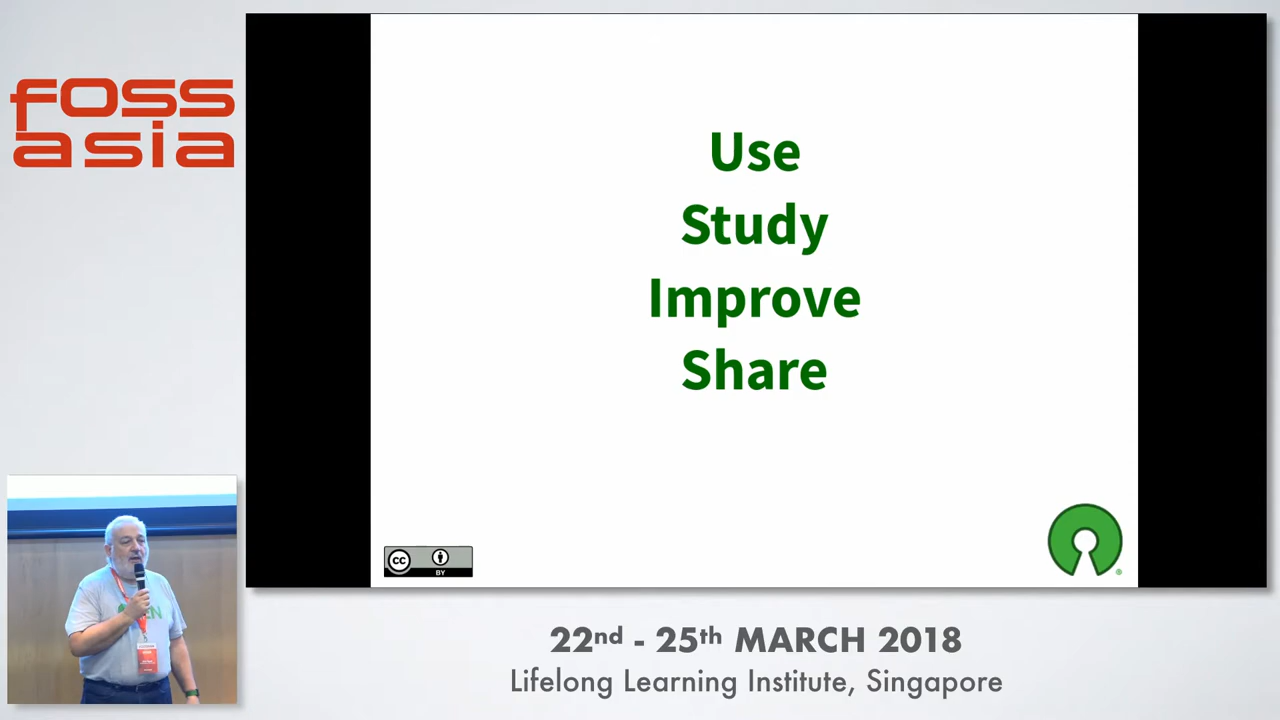 foss
asia
Use
Study
Improve
Share
cc
BY
®
22nd - 25th MARCH 2018
Lifelong Learning Institute, Singapore